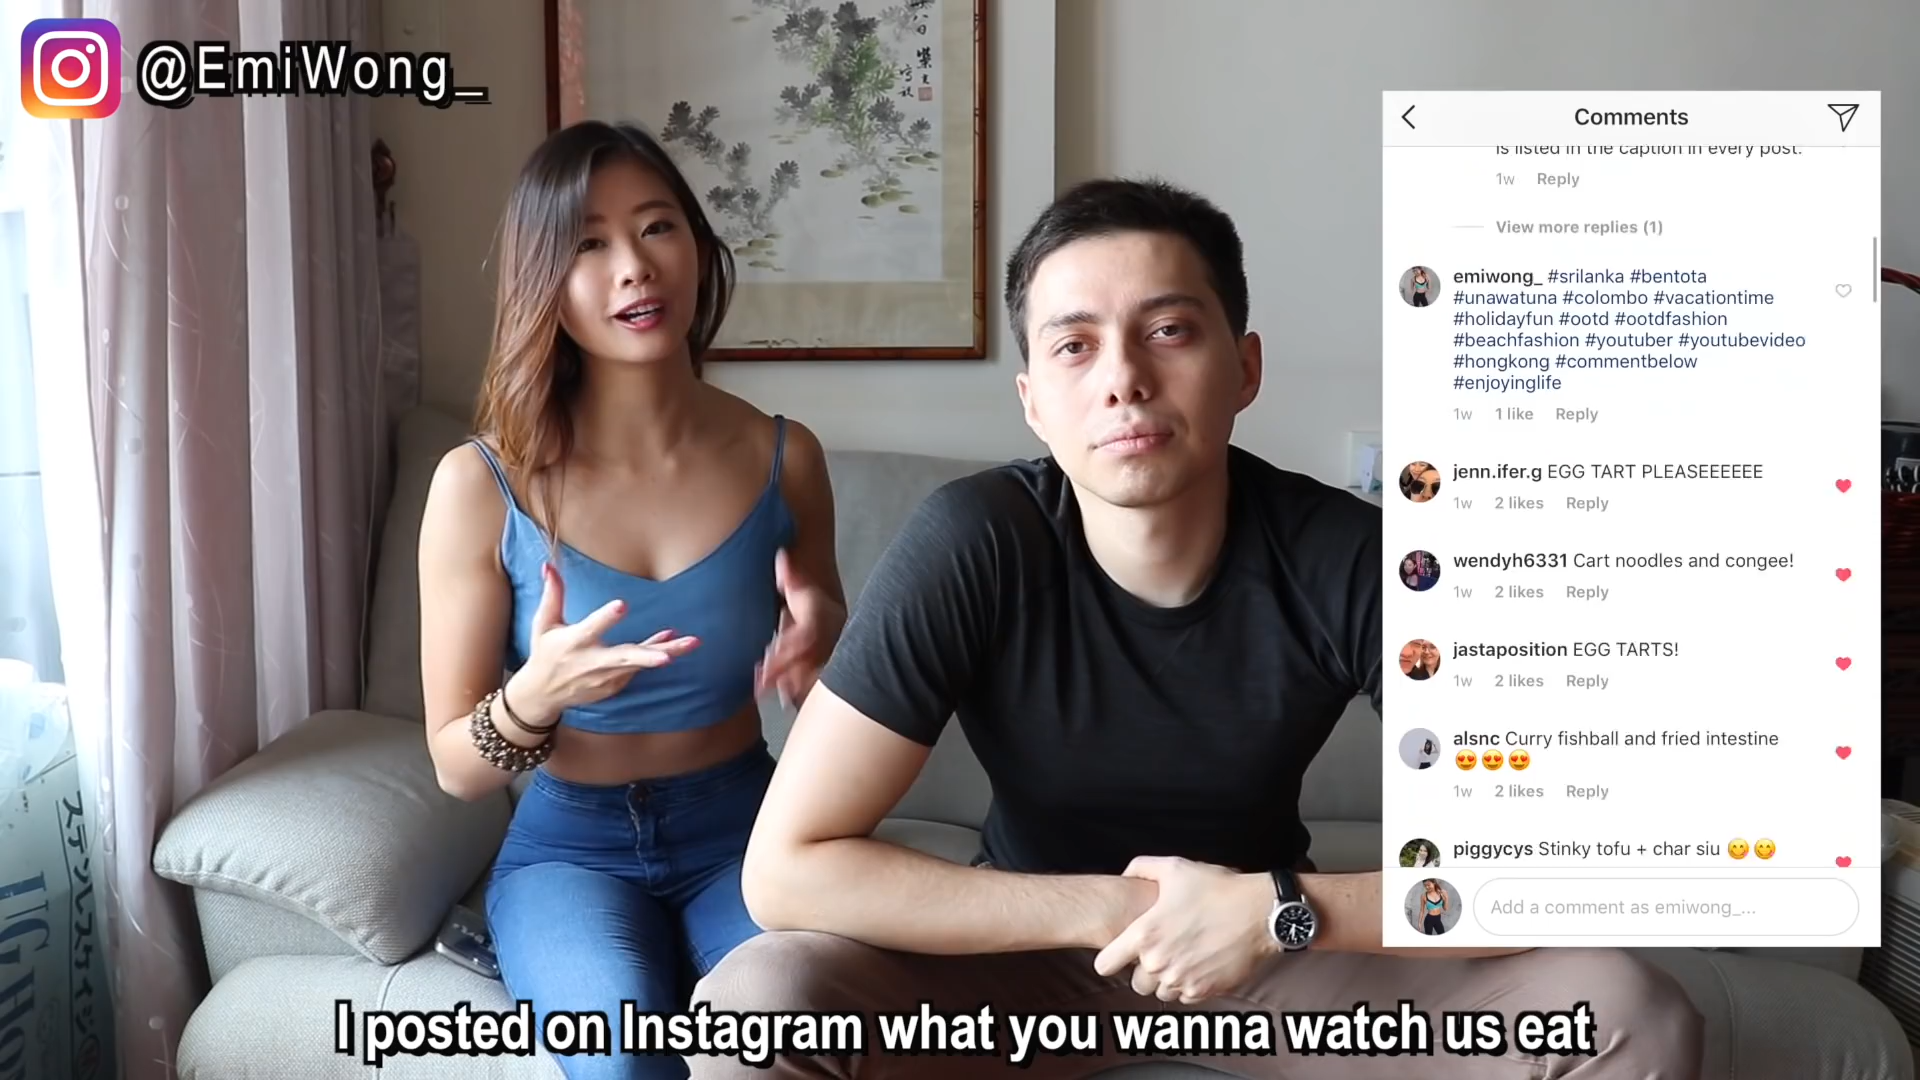 @EmiWong_
Comments
is listed in the caption in every post.
1w Reply
View more replies (1)
emiwong_ #srilanka #bentota
#unawatuna #colombo #vacationtime
#holidayfun #ootd #ootdfashion
#beachfashion #youtuber #youtubevideo
#hongkong #commentbelow
#enjoyinglife
1w 1 like Reply
jenn.ifer.g EGG TART PLEASEEEEEE
1w 2 likes Reply
wendyh6331 Cart noodles and congee!
1w 2 likes Reply
jastaposition EGG TARTS!
1w 2 likes Reply
alsnc Curry fishball and fried intestine
😍😍😍
1w 2 likes Reply
piggycys Stinky tofu + char siu 😋😋
Add a comment as emiwong_...
I posted on Instagram what you wanna watch us eat